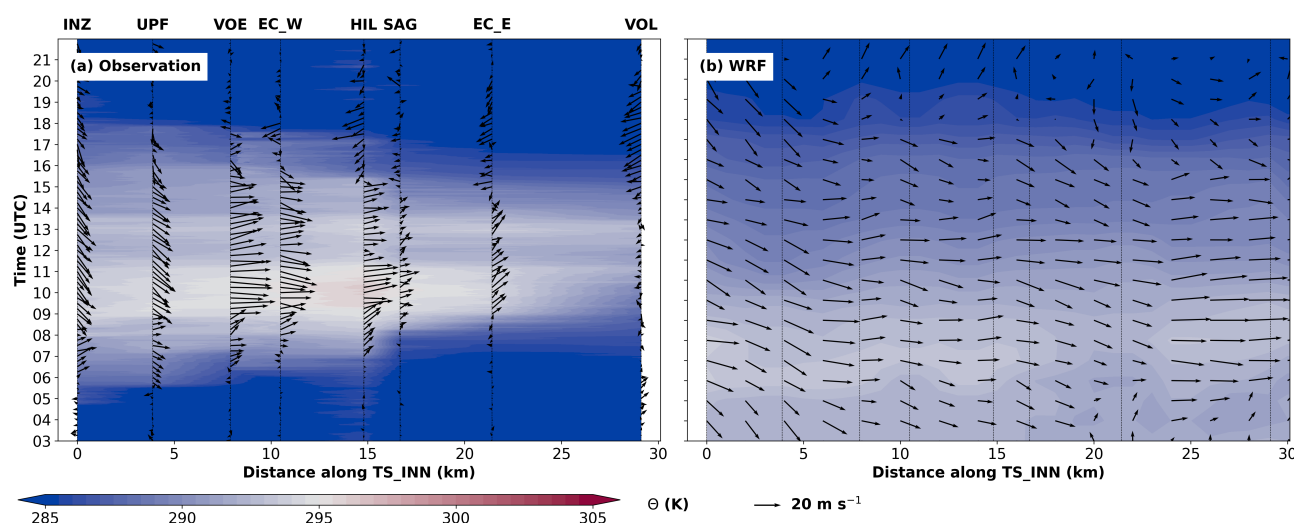 INZ UPF VOE EC_W HIL SAG EC_E VOL
(a) Observation
(b) WRF
Time (UTC)
21
20
19
18
17
16
15
14
13
12
11
10
09
08
07
06
05
04
03
0 5 10 15 20 25 30
0 5 10 15 20 25 30
Distance along TS_INN (km)
Distance along TS_INN (km)
Θ (K)
20 m s⁻¹
285 290 295 300 305